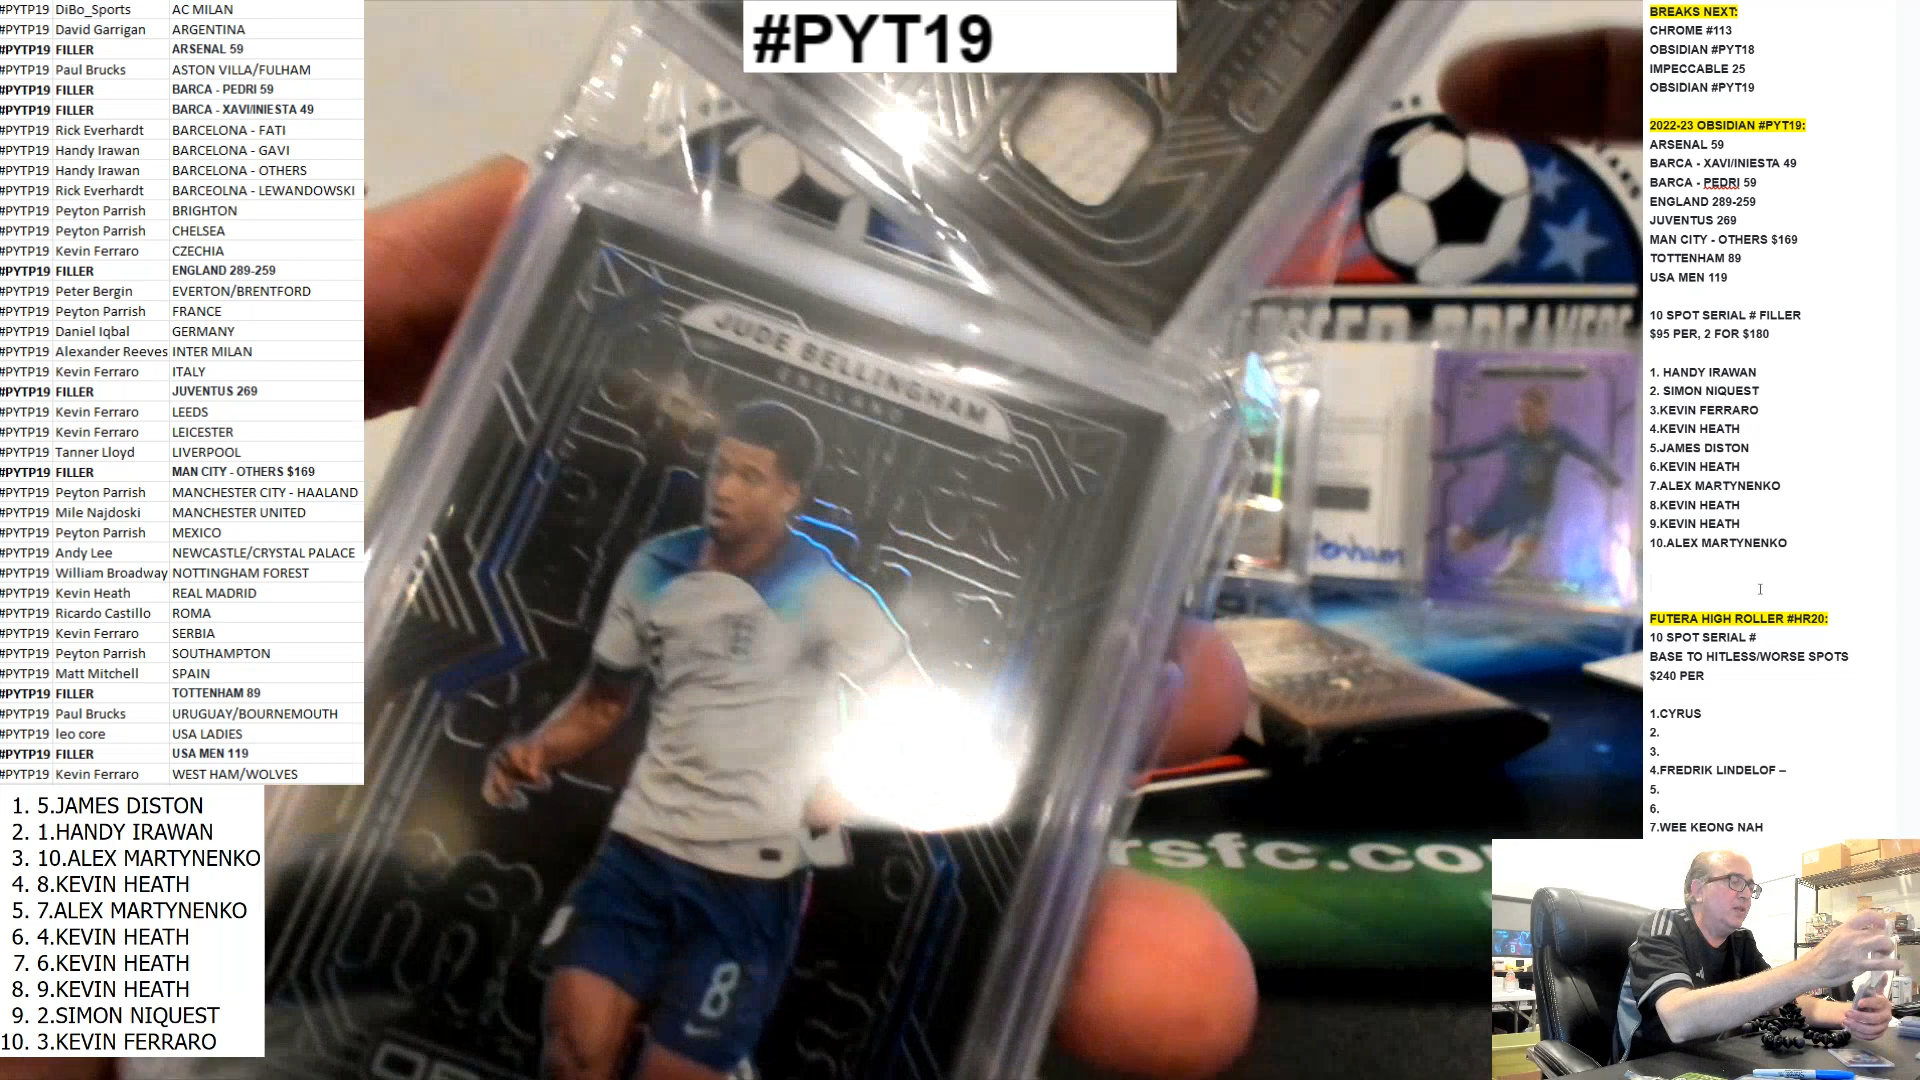 #PYTP19 DiBo_Sports AC MILAN
#PYTP19 David Garrigan ARGENTINA
#PYTP19 FILLER ARSENAL 59
#PYTP19 Paul Brucks ASTON VILLA/FULHAM
#PYTP19 FILLER BARCA - PEDRI 59
#PYTP19 FILLER BARCA - XAVI/INIESTA 49
#PYTP19 Rick Everhardt BARCELONA - FATI
#PYTP19 Handy Irawan BARCELONA - GAVI
#PYTP19 Handy Irawan BARCELONA - OTHERS
#PYTP19 Rick Everhardt BARCEOLNA - LEWANDOWSKI
#PYTP19 Peyton Parrish BRIGHTON
#PYTP19 Peyton Parrish CHELSEA
#PYTP19 Kevin Ferraro CZECHIA
#PYTP19 FILLER ENGLAND 289-259
#PYTP19 Peter Bergin EVERTON/BRENTFORD
#PYTP19 Peyton Parrish FRANCE
#PYTP19 Daniel Iqbal GERMANY
#PYTP19 Alexander Reeves INTER MILAN
#PYTP19 Kevin Ferraro ITALY
#PYTP19 FILLER JUVENTUS 269
#PYTP19 Kevin Ferraro LEEDS
#PYTP19 Kevin Ferraro LEICESTER
#PYTP19 Tanner Lloyd LIVERPOOL
#PYTP19 FILLER MAN CITY - OTHERS $169
#PYTP19 Peyton Parrish MANCHESTER CITY - HAALAND
#PYTP19 Mile Najdoski MANCHESTER UNITED
#PYTP19 Peyton Parrish MEXICO
#PYTP19 Andy Lee NEWCASTLE/CRYSTAL PALACE
#PYTP19 William Broadway NOTTINGHAM FOREST
#PYTP19 Kevin Heath REAL MADRID
#PYTP19 Ricardo Castillo ROMA
#PYTP19 Kevin Ferraro SERBIA
#PYTP19 Peyton Parrish SOUTHAMPTON
#PYTP19 Matt Mitchell SPAIN
#PYTP19 FILLER TOTTENHAM 89
#PYTP19 Paul Brucks URUGUAY/BOURNEMOUTH
#PYTP19 leo core USA LADIES
#PYTP19 FILLER USA MEN 119
#PYTP19 Kevin Ferraro WEST HAM/WOLVES
1. 5.JAMES DISTON
2. 1.HANDY IRAWAN
3. 10.ALEX MARTYNENKO
4. 8.KEVIN HEATH
5. 7.ALEX MARTYNENKO
6. 4.KEVIN HEATH
7. 6.KEVIN HEATH
8. 9.KEVIN HEATH
9. 2.SIMON NIQUEST
10. 3.KEVIN FERRARO
#PYT19
JUDE BELLINGHAM
ENGLAND
8
rsfc.co
BREAKS NEXT:
CHROME #113
OBSIDIAN #PYT18
IMPECCABLE 25
OBSIDIAN #PYT19
2022-23 OBSIDIAN #PYT19:
ARSENAL 59
BARCA - XAVI/INIESTA 49
BARCA - PEDRI 59
ENGLAND 289-259
JUVENTUS 269
MAN CITY - OTHERS $169
TOTTENHAM 89
USA MEN 119
10 SPOT SERIAL # FILLER
$95 PER, 2 FOR $180
1. HANDY IRAWAN
2. SIMON NIQUEST
3.KEVIN FERRARO
4.KEVIN HEATH
5.JAMES DISTON
6.KEVIN HEATH
7.ALEX MARTYNENKO
8.KEVIN HEATH
9.KEVIN HEATH
10.ALEX MARTYNENKO
FUTERA HIGH ROLLER #HR20:
10 SPOT SERIAL #
BASE TO HITLESS/WORSE SPOTS
$240 PER
1.CYRUS
2.
3.
4.FREDRIK LINDELOF –
5.
6.
7.WEE KEONG NAH